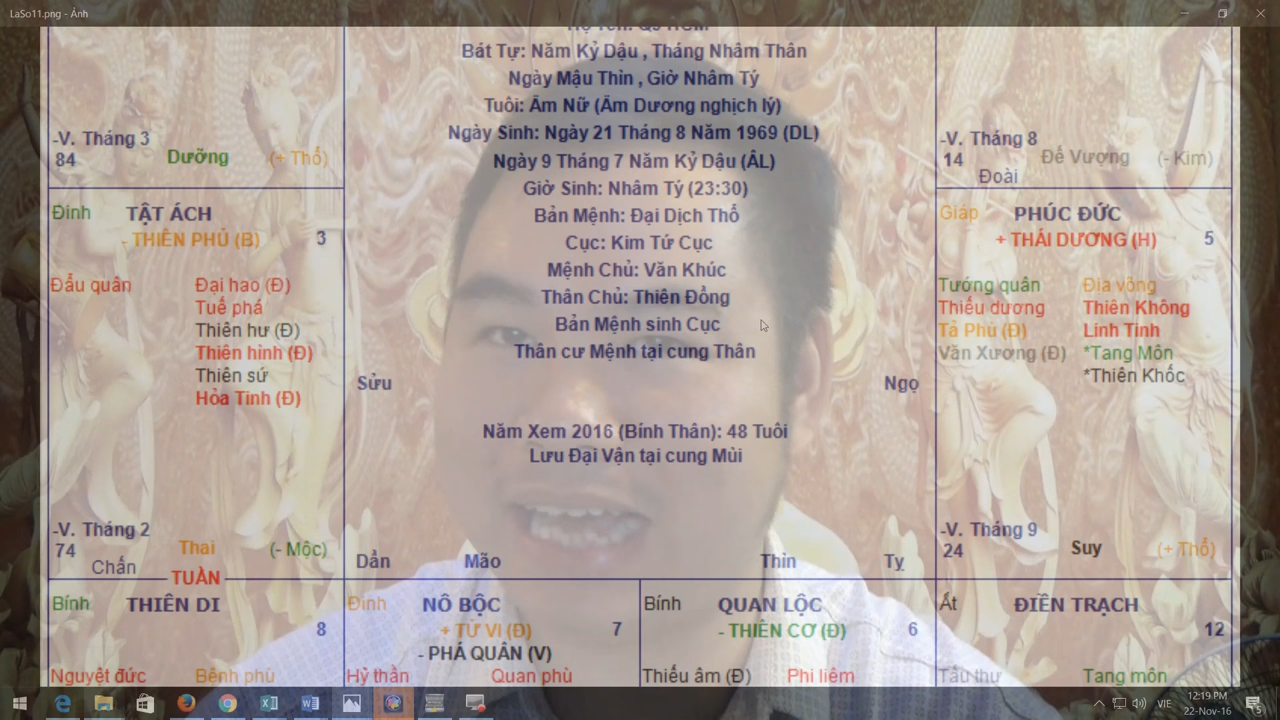 LaSo11.png - Ảnh
Bát Tự: Năm Kỷ Dậu , Tháng Nhâm Thân
Ngày Mậu Thìn , Giờ Nhâm Tý
Tuổi: Âm Nữ (Âm Dương nghịch lý)
Ngày Sinh: Ngày 21 Tháng 8 Năm 1969 (DL)
Ngày 9 Tháng 7 Năm Kỷ Dậu (ÂL)
Giờ Sinh: Nhâm Tý (23:30)
Bản Mệnh: Đại Dịch Thổ
Cục: Kim Tứ Cục
Mệnh Chủ: Văn Khúc
Thân Chủ: Thiên Đồng
Bản Mệnh sinh Cục
Thân cư Mệnh tại cung Thân
Năm Xem 2016 (Bính Thân): 48 Tuổi
Lưu Đại Vận tại cung Mùi
Sửu
Ngọ
Dần
Mão
Thìn
Tỵ
-V. Tháng 3
84
Dưỡng
(+ Thổ)
-V. Tháng 8
14
Đế Vượng
(- Kim)
Đoài
Đinh
TẬT ÁCH
- THIÊN PHỦ (B)
3
Đẩu quân
Đại hao (Đ)
Tuế phá
Thiên hư (Đ)
Thiên hình (Đ)
Thiên sứ
Hỏa Tinh (Đ)
-V. Tháng 2
74
Thai
(- Mộc)
Chấn
TUẦN
Giáp
PHÚC ĐỨC
+ THÁI DƯƠNG (H)
5
Tướng quân
Thiếu dương
Tả Phù (Đ)
Văn Xương (Đ)
Địa võng
Thiên Không
Linh Tinh
*Tang Môn
*Thiên Khốc
-V. Tháng 9
24
Suy
(+ Thổ)
Bính
THIÊN DI
8
Nguyệt đức
Bệnh phù
Đinh
NÔ BỘC
+ TỬ VI (Đ)
7
- PHÁ QUÂN (V)
Hỷ thần
Quan phù
Bính
QUAN LỘC
- THIÊN CƠ (Đ)
6
Thiếu âm (Đ)
Phi liêm
Ất
ĐIỀN TRẠCH
12
Tấu thư
Tang môn
VIE
12:19 PM
22-Nov-16
5